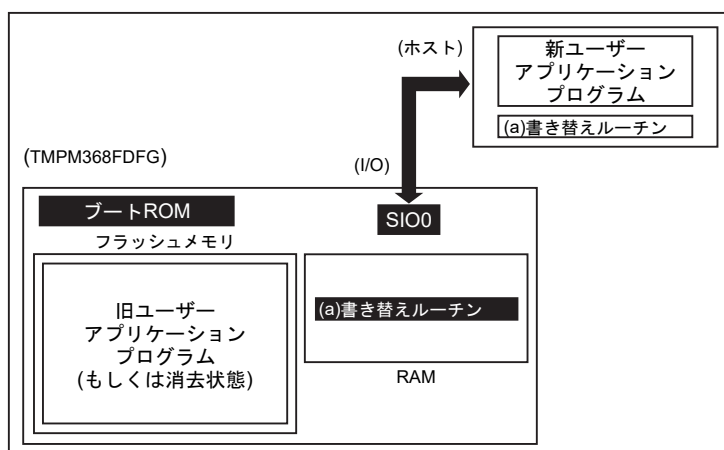 (ホスト)
新ユーザー
アプリケーション
プログラム
(a)書き替えルーチン
(TMPM368FDFG)
(I/O)
ブートROM
SIO0
フラッシュメモリ
旧ユーザー
アプリケーション
プログラム
(もしくは消去状態)
(a)書き替えルーチン
RAM